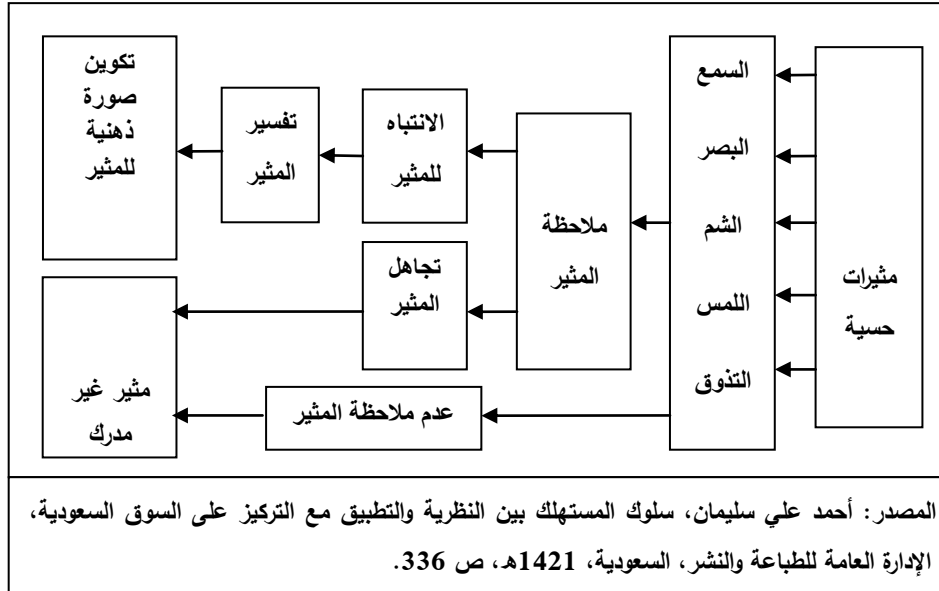 مثيرات
حسية
السمع
البصر
الشم
اللمس
التذوق
ملاحظة
المثير
الانتباه
للمثير
تفسير
المثير
تكوين
صورة
ذهنية
للمثير
تجاهل
المثير
عدم ملاحظة المثير
مثير غير
مدرك
المصدر: أحمد علي سليمان، سلوك المستهلك بين النظرية والتطبيق مع التركيز على السوق السعودية،
الإدارة العامة للطباعة والنشر، السعودية، 1421هـ، ص 336.